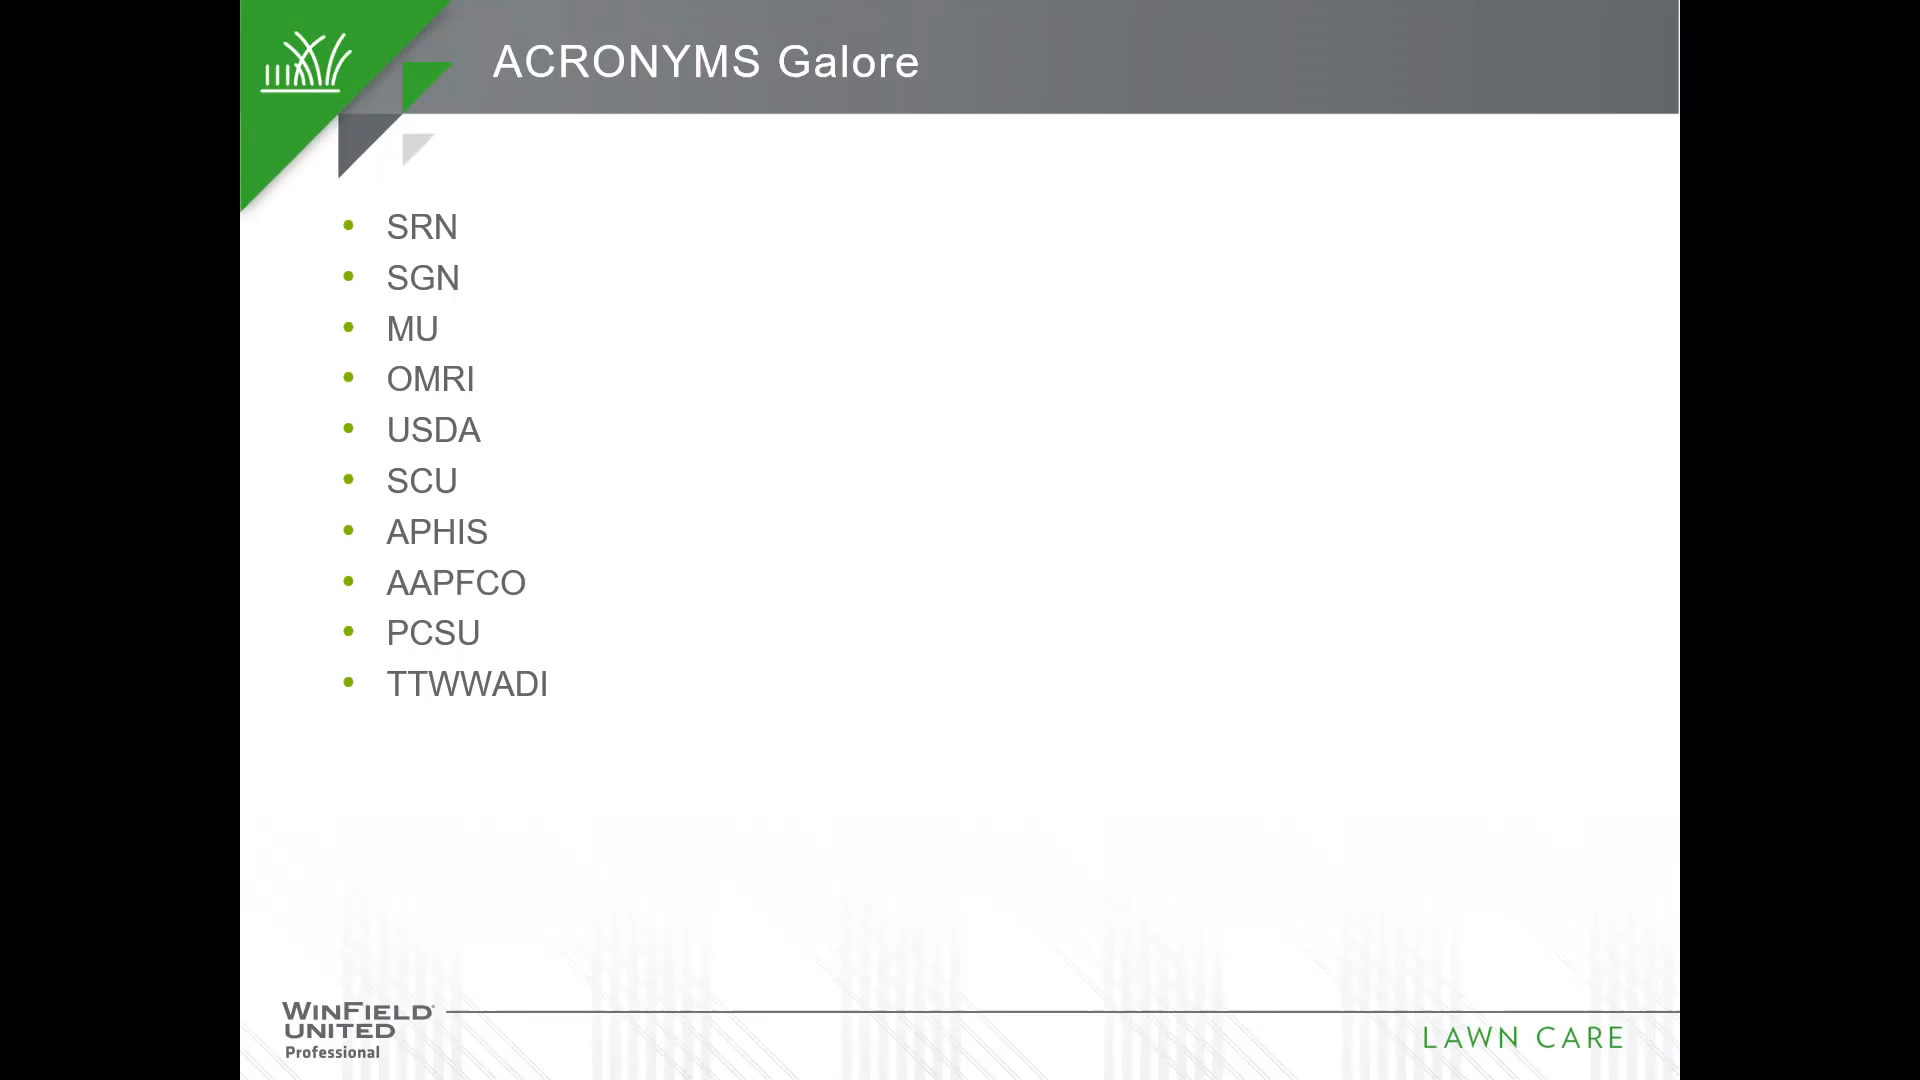 ACRONYMS Galore
• SRN
• SGN
• MU
• OMRI
• USDA
• SCU
• APHIS
• AAPFCO
• PCSU
• TTWWADI
WINFIELD
UNITED
Professional
LAWN CARE